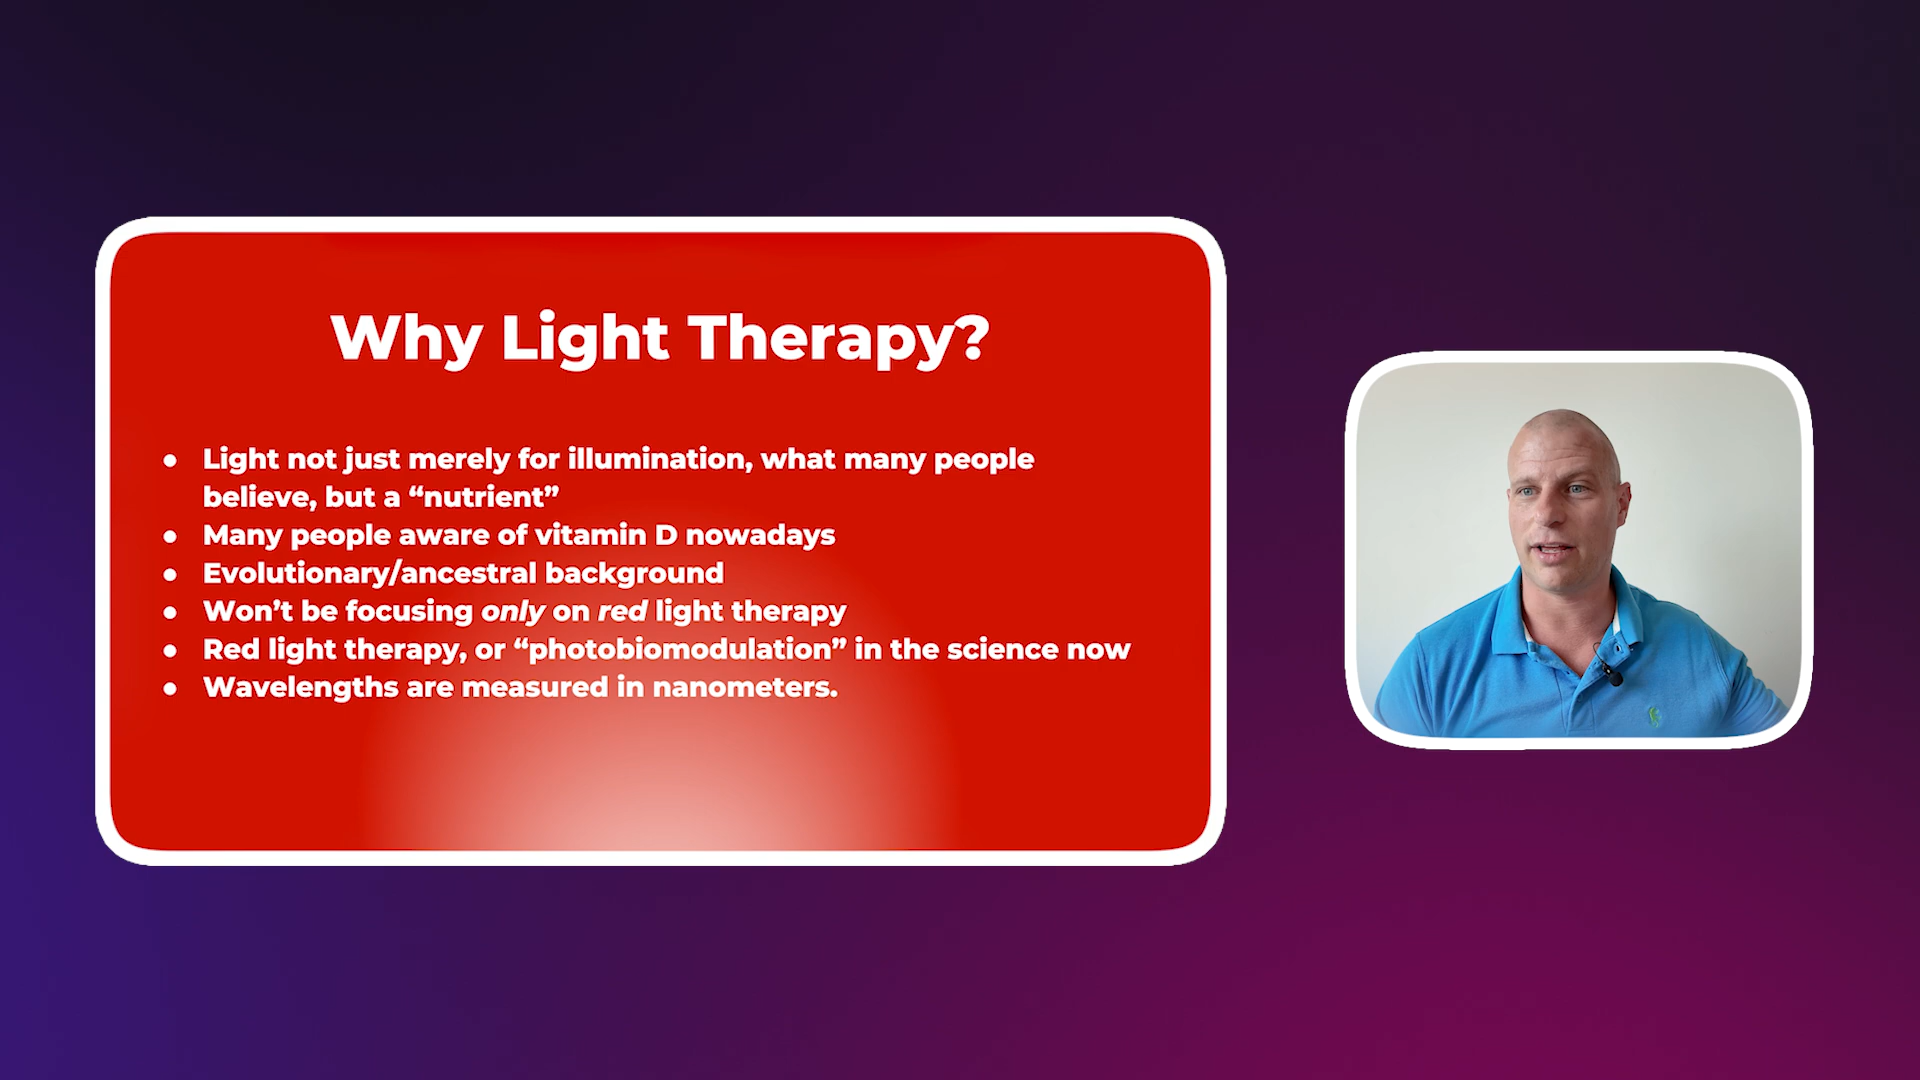 Why Light Therapy?
● Light not just merely for illumination, what many people
believe, but a “nutrient”
● Many people aware of vitamin D nowadays
● Evolutionary/ancestral background
● Won’t be focusing only on red light therapy
● Red light therapy, or “photobiomodulation” in the science now
● Wavelengths are measured in nanometers.